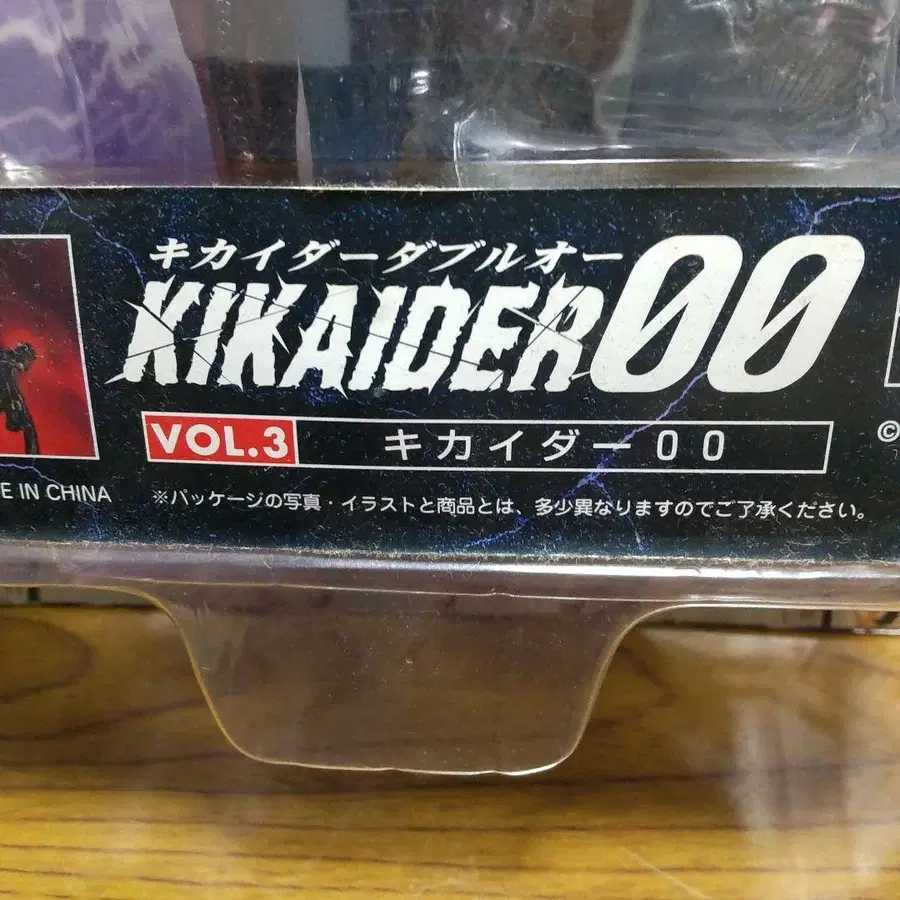 キカイダーダブルオー
KIKAIDER00
VOL.3 キカイダー00
E IN CHINA
※パッケージの写真・イラストと商品とは、多少異なりますのでご了承ください。
©